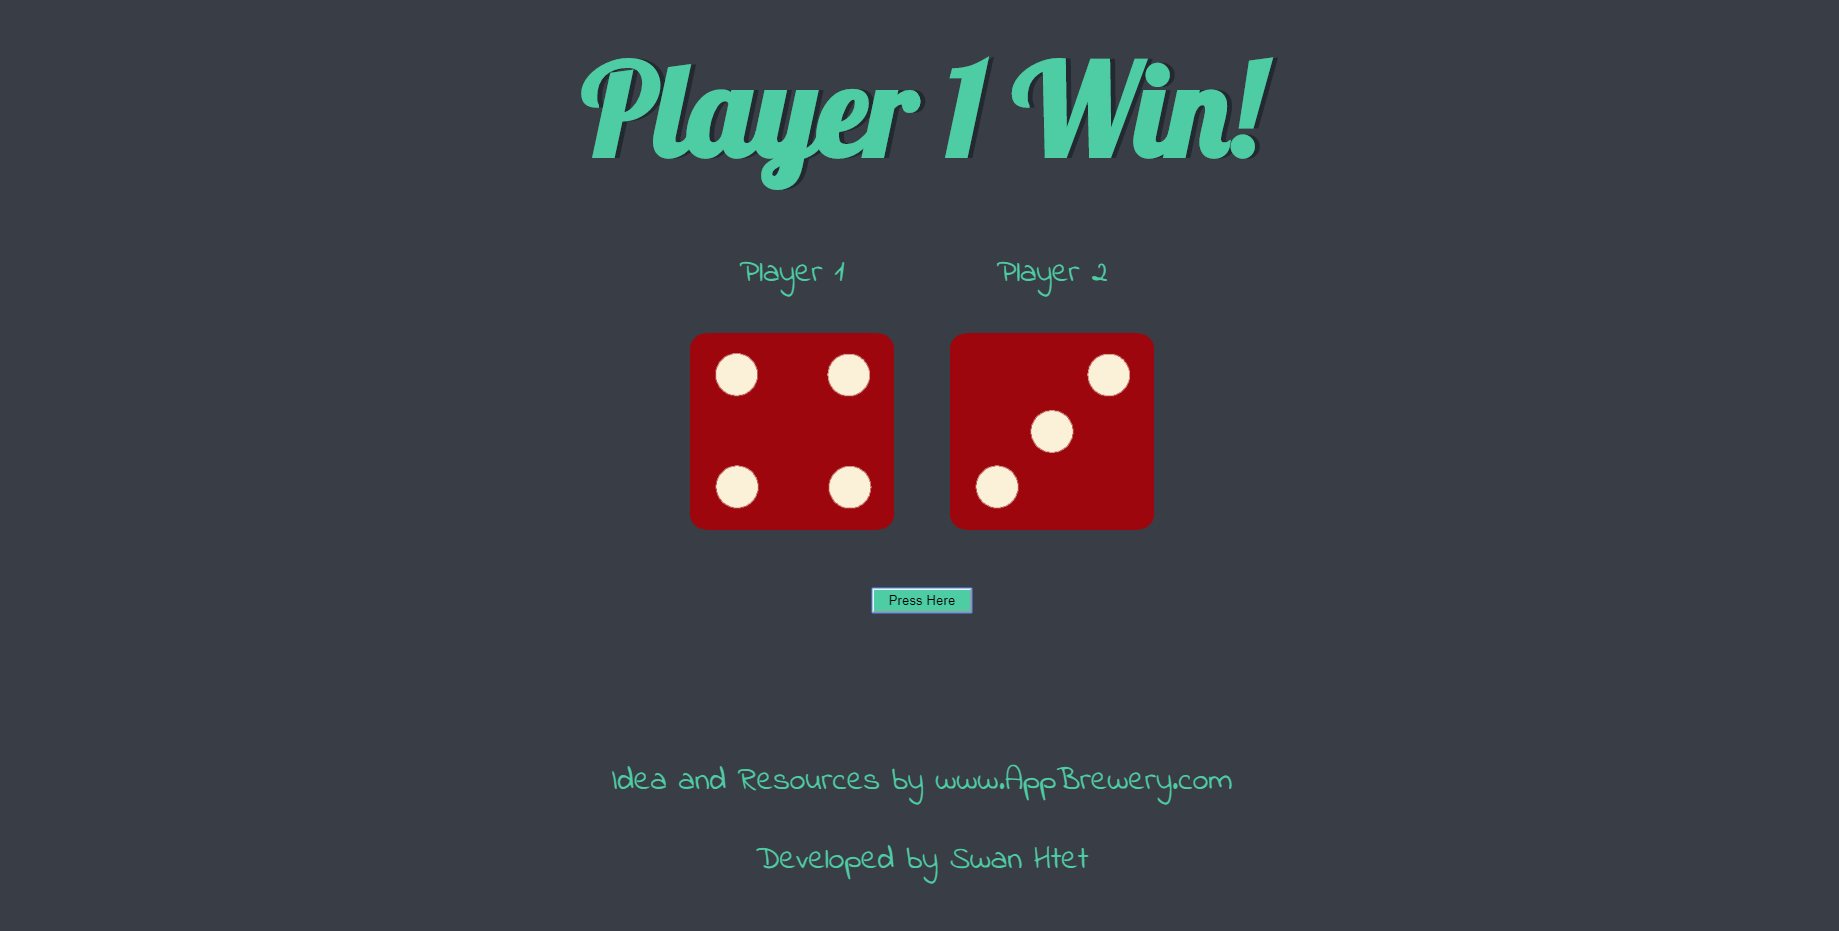 Player 1 Win!
Player 1 Player 2
Press Here
Idea and Resources by www.AppBrewery.com
Developed by Swan Htet